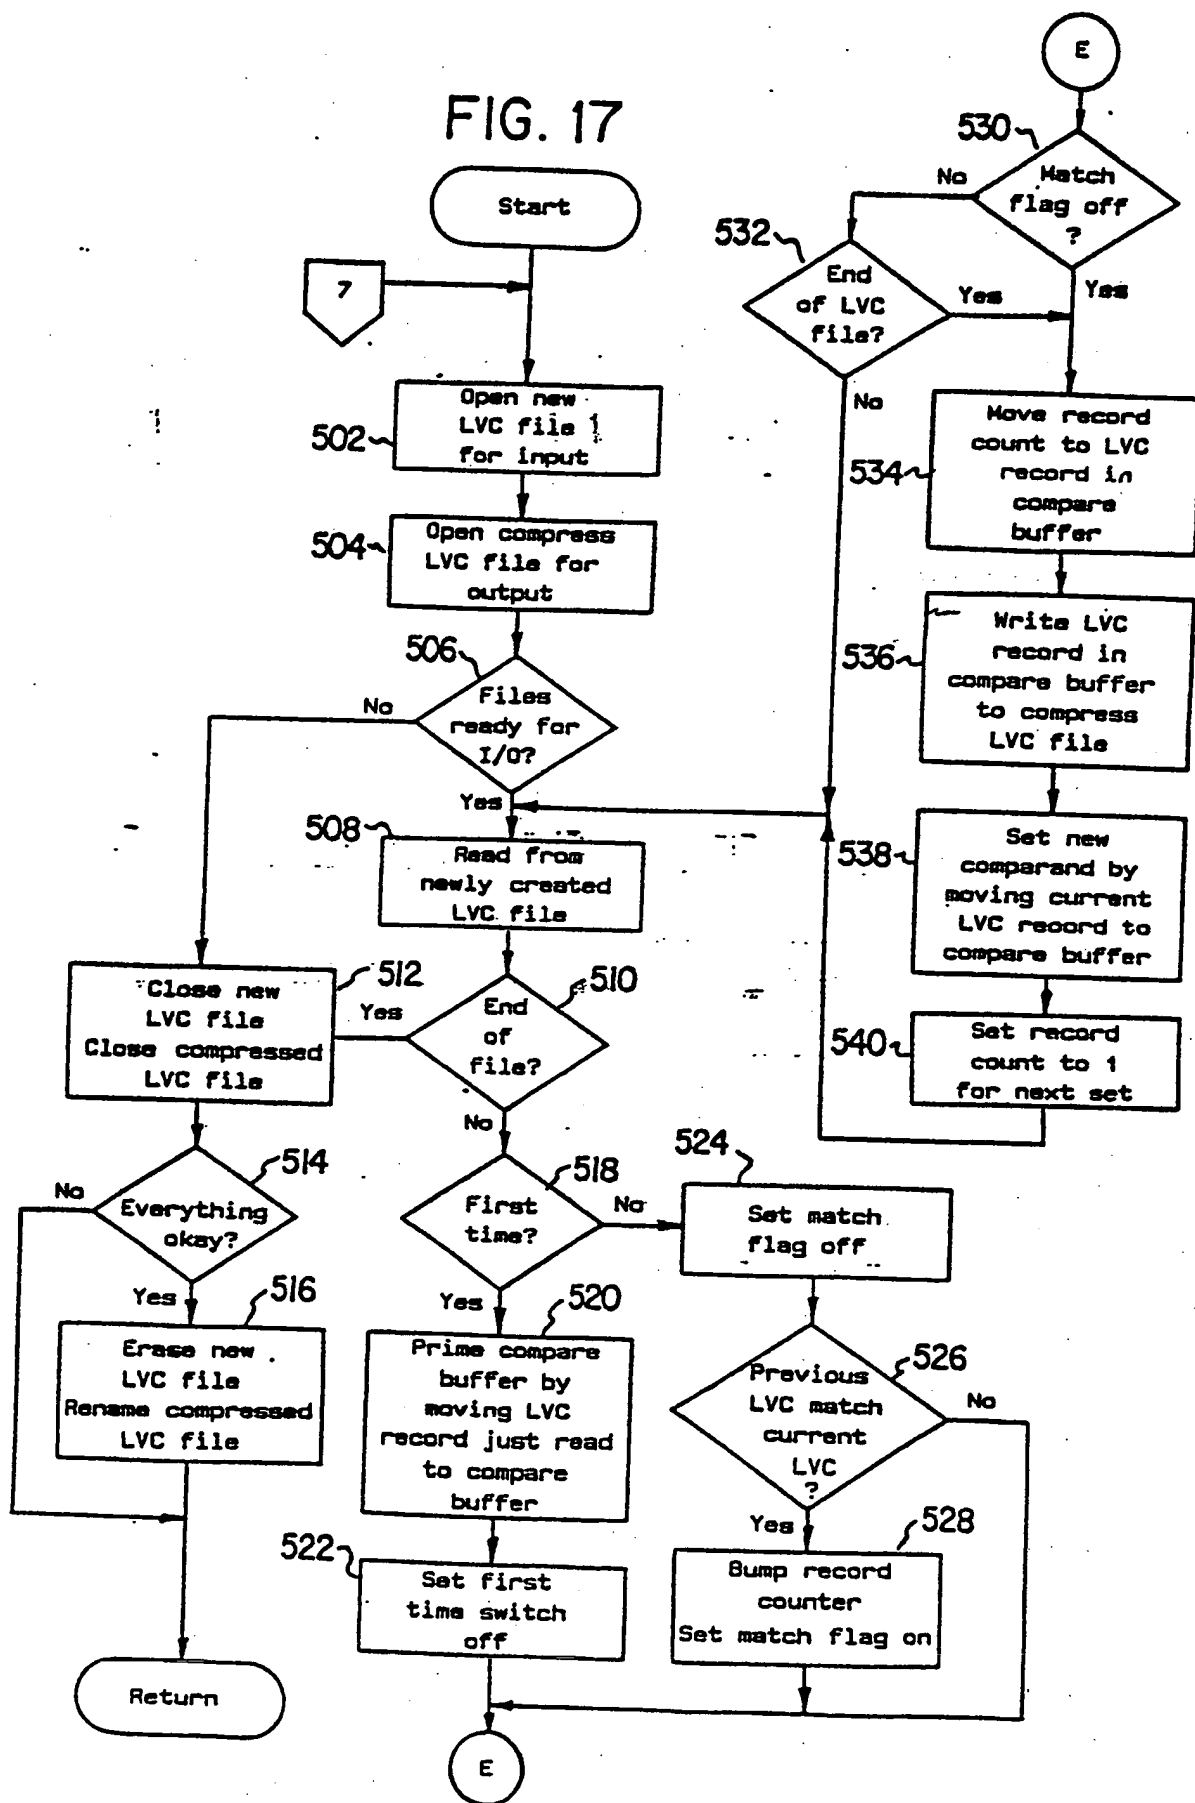 FIG. 17
Start
7
Open new
LVC file 1
for input
502
Open compress
LVC file for
output
504
506
Files
ready for
I/O?
No
Yes
508
Read from
newly created
LVC file
512
Close new
LVC file
Close compressed
LVC file
Yes
510
End
of
file?
No
514
Everything
okay?
No
Yes
516
Erase new
LVC file
Rename compressed
LVC file
Return
518
First
time?
No
Yes
520
Prime compare
buffer by
moving LVC
record just read
to compare
buffer
522
Set first
time switch
off
E
524
Set match
flag off
526
Previous
LVC match
current
LVC
?
No
Yes
528
Bump record
counter
Set match flag on
E
530
Match
flag off
?
No
Yes
532
End
of LVC
file?
Yes
No
534
Move record
count to LVC
record in
compare
buffer
536
Write LVC
record in
compare buffer
to compress
LVC file
538
Set new
comparand by
moving current
LVC record to
compare buffer
540
Set record
count to 1
for next set